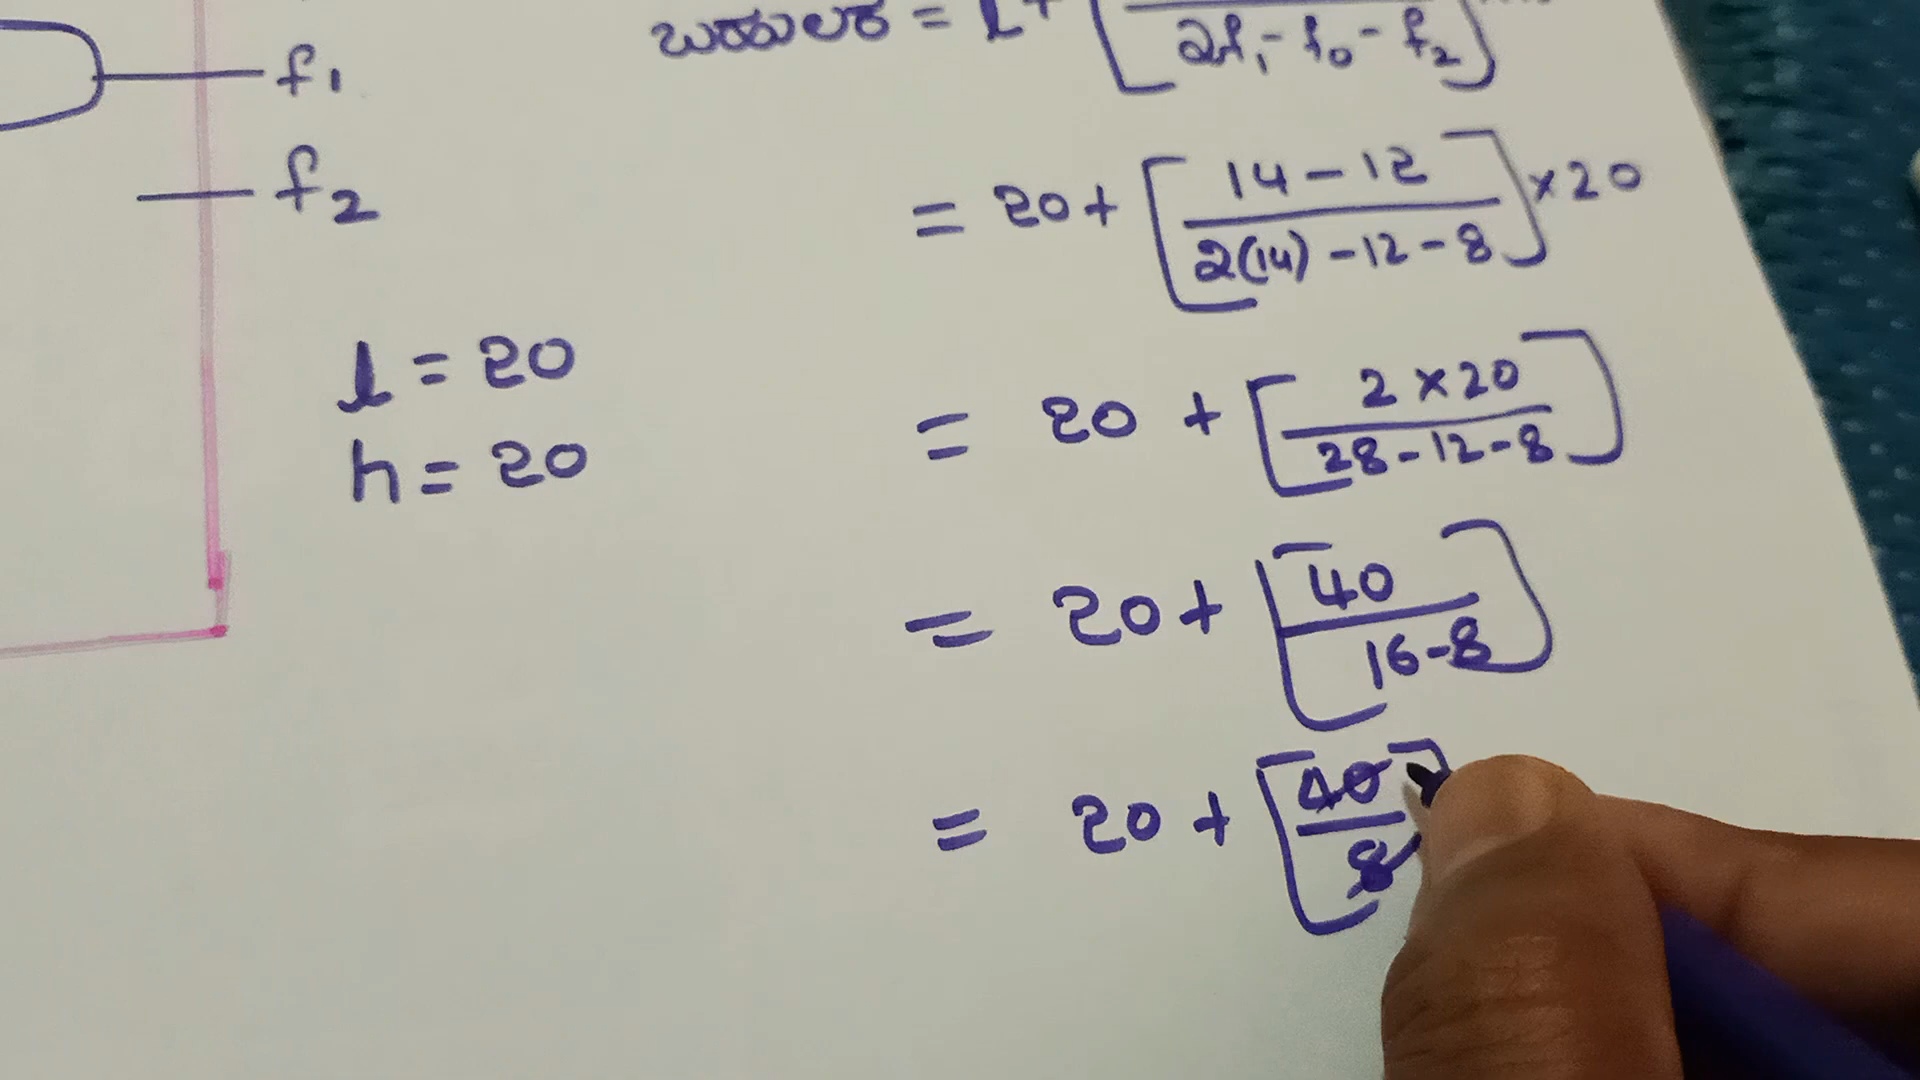 f₁
f₂
l = 20
h = 20
ಬಹುಲಕ = l + [ / 2f₁ - f₀ - f₂ ]
= 20 + [ 14 - 12 / 2(14) - 12 - 8 ] × 20
= 20 + [ 2 × 20 / 28 - 12 - 8 ]
= 20 + [ 40 / 16 - 8 ]
= 20 + [ 40 / 8 ]